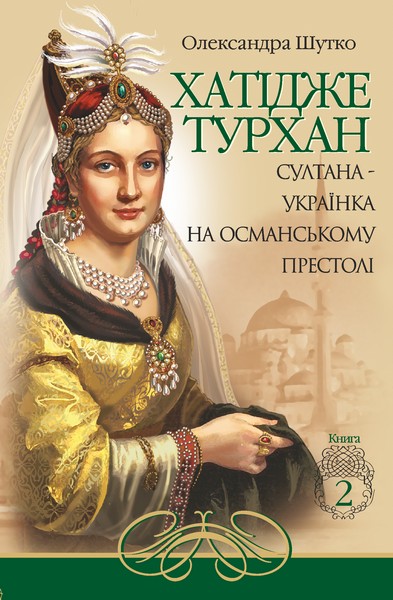 Олександра Шутко
ХАТІДЖЕ
ТУРХАН
СУЛТАНА -
УКРАЇНКА
НА ОСМАНСЬКОМУ
ПРЕСТОЛІ
Книга
2